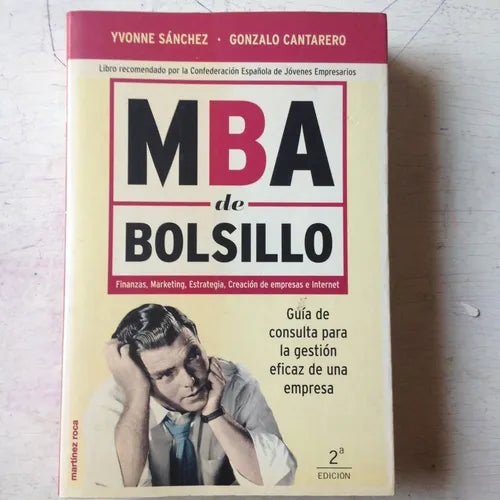 YVONNE SÁNCHEZ · GONZALO CANTARERO
Libro recomendado por la Confederación Española de Jóvenes Empresarios
MBA
de
BOLSILLO
Finanzas, Marketing, Estrategia, Creación de empresas e Internet
Guía de
consulta para
la gestión
eficaz de una
empresa
martínez roca
2ª
EDICIÓN